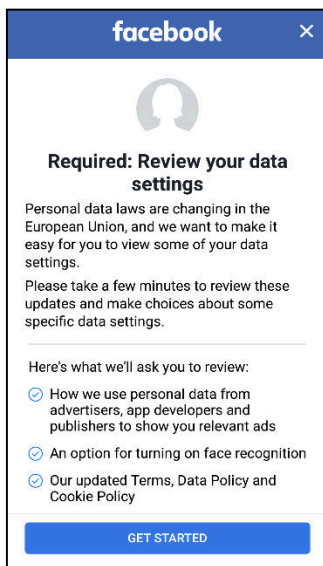 facebook ×
Required: Review your data
settings
Personal data laws are changing in the
European Union, and we want to make it
easy for you to view some of your data
settings.
Please take a few minutes to review these
updates and make choices about some
specific data settings.
Here's what we'll ask you to review:
How we use personal data from
advertisers, app developers and
publishers to show you relevant ads
An option for turning on face recognition
Our updated Terms, Data Policy and
Cookie Policy
GET STARTED